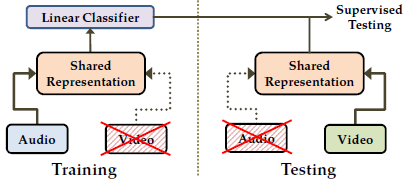 Linear Classifier
Supervised
Testing
Shared
Representation
Shared
Representation
Audio
Video
Audio
Video
Training
Testing